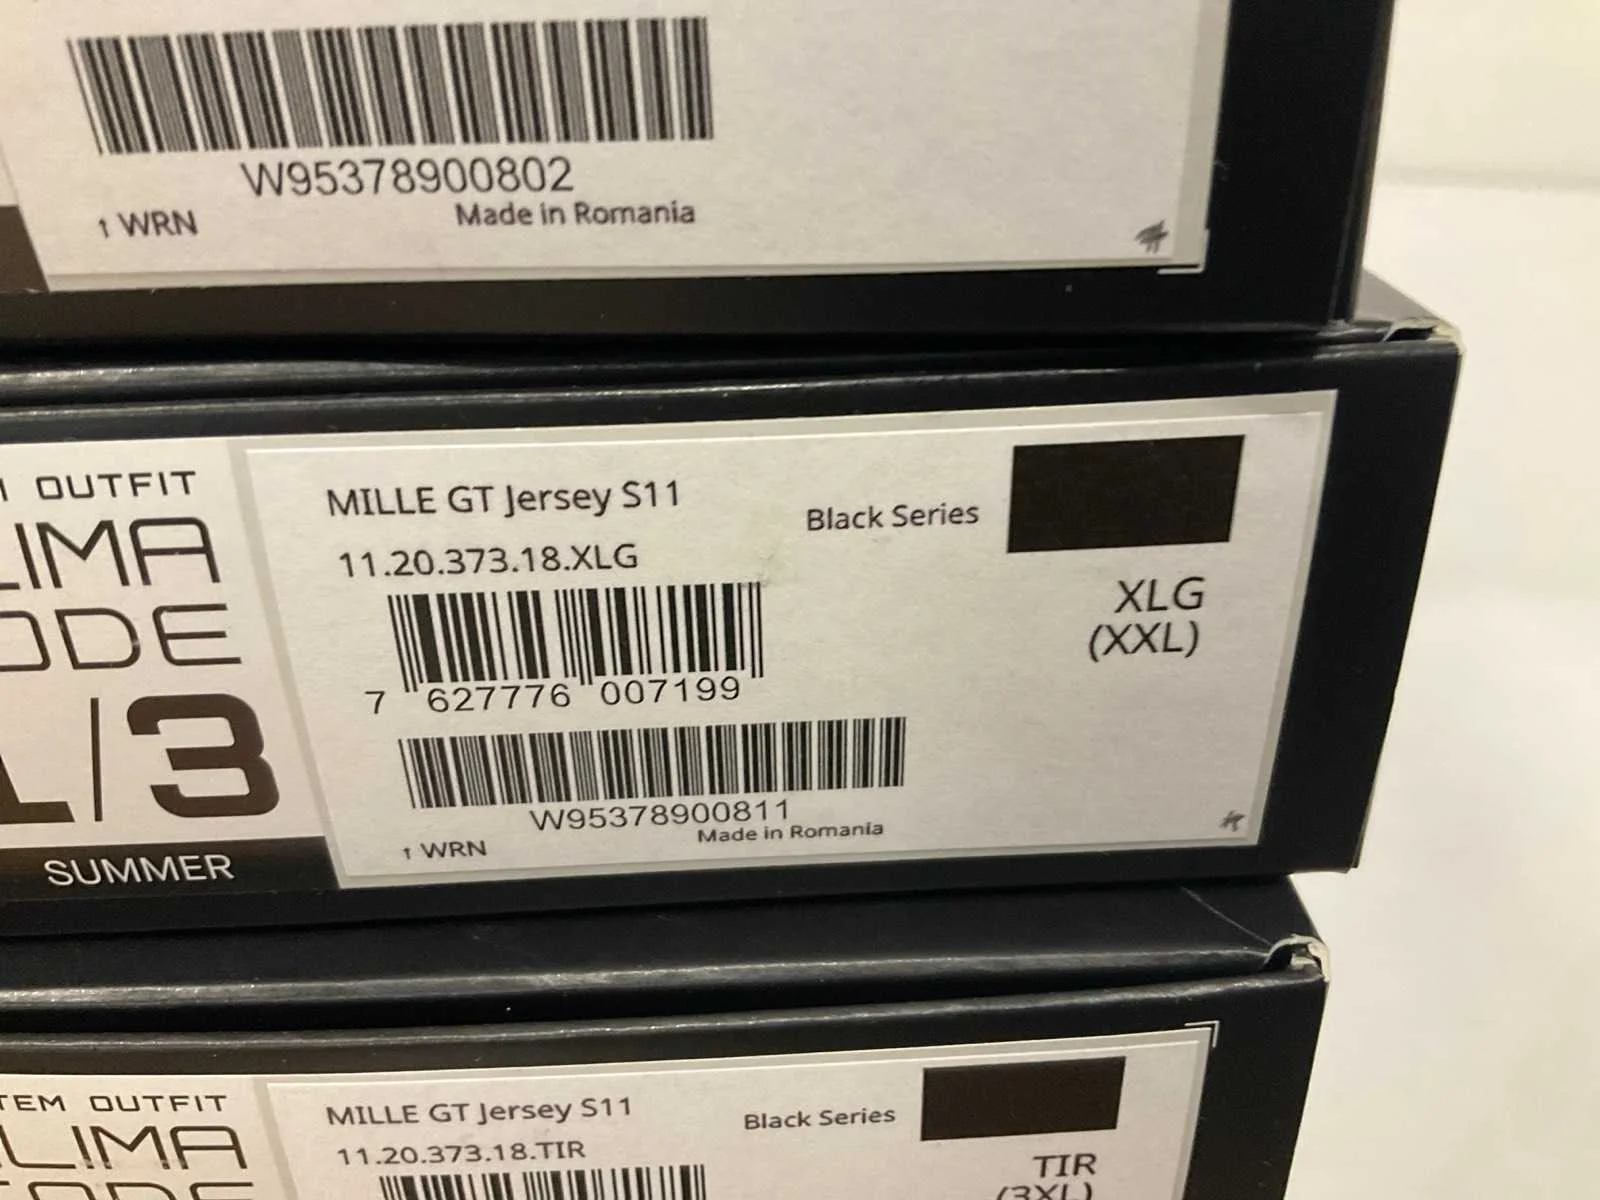 W95378900802
↑ WRN
Made in Romania
OUTFIT
LIMA
ODE
1/3
SUMMER
MILLE GT Jersey S11
Black Series
11.20.373.18.XLG
XLG
(XXL)
7 627776 007199
W95378900811
↑ WRN
Made in Romania
TEM OUTFIT
LIMA
MILLE GT Jersey S11
Black Series
11.20.373.18.TIR
TIR
(3XL)